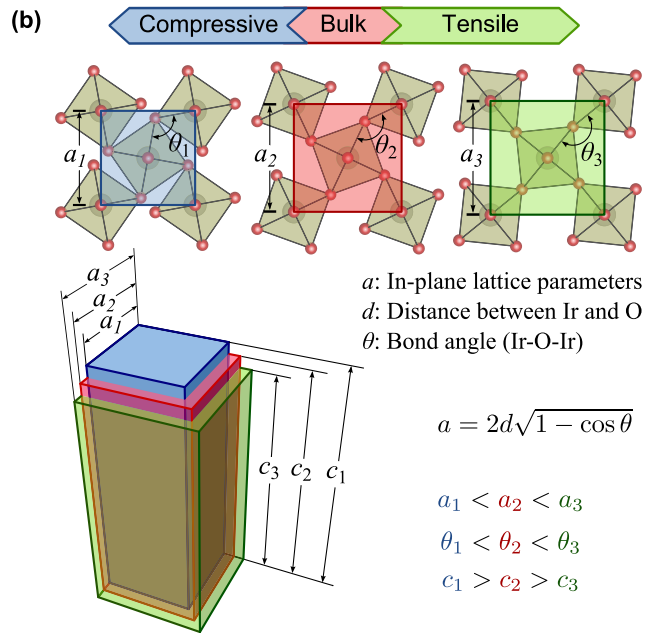 (b)
Compressive Bulk Tensile
a₁ θ₁ a₂ θ₂ a₃ θ₃
a₃
a₂
a₁
a: In-plane lattice parameters
d: Distance between Ir and O
θ: Bond angle (Ir-O-Ir)
a = 2d√(1 − cos θ)
c₃ c₂ c₁
a₁ < a₂ < a₃
θ₁ < θ₂ < θ₃
c₁ > c₂ > c₃